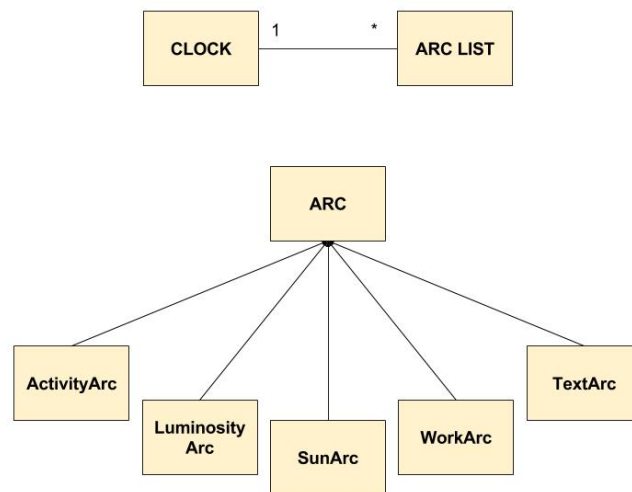 CLOCK
1
*
ARC LIST
ARC
ActivityArc
Luminosity
Arc
SunArc
WorkArc
TextArc